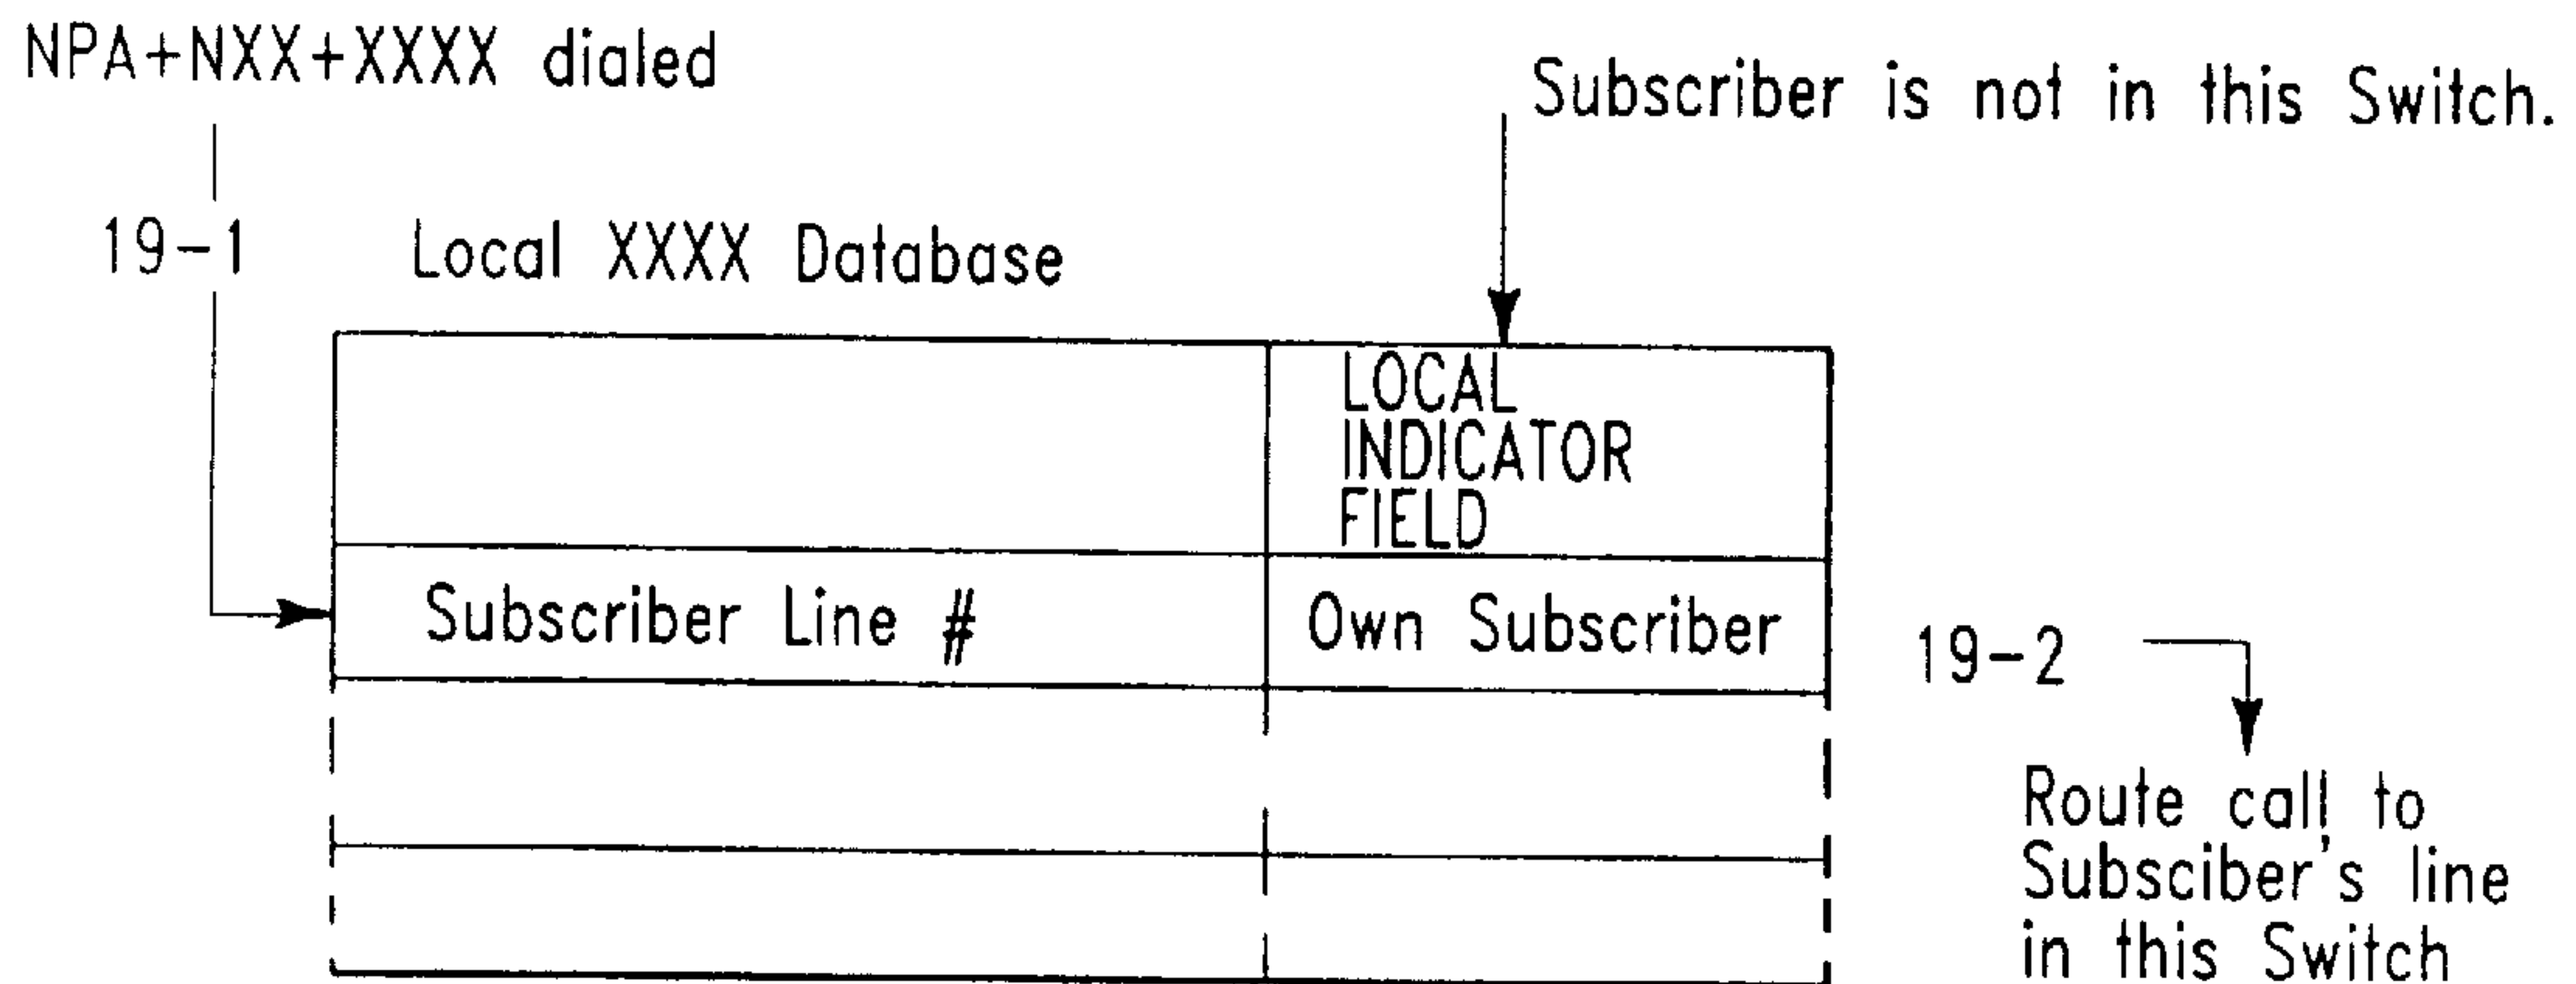 NPA+NXX+XXXX dialed
Subscriber is not in this Switch.
19-1
Local XXXX Database
LOCAL
INDICATOR
FIELD
Subscriber Line #
Own Subscriber
19-2
Route call to
Subsciber's line
in this Switch